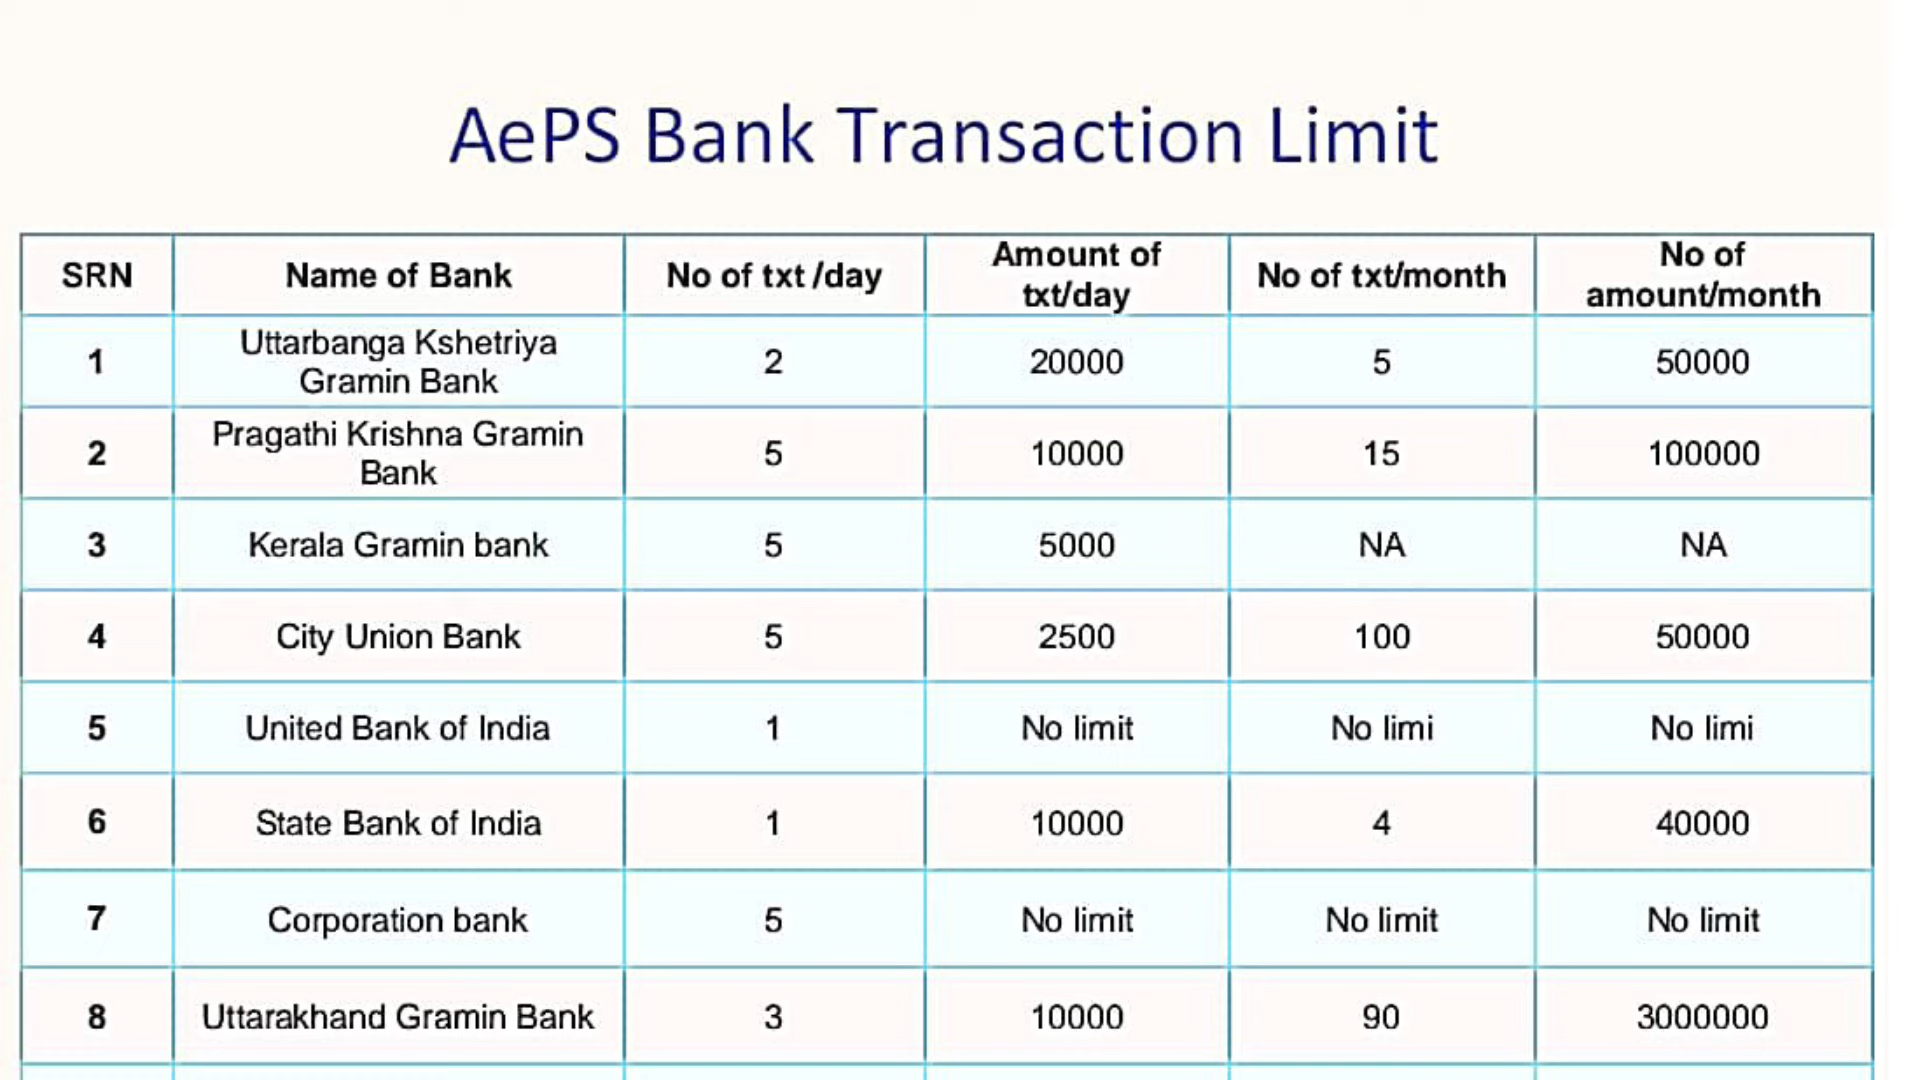 AePS Bank Transaction Limit
SRN Name of Bank No of txt /day Amount of txt/day No of txt/month No of amount/month
1 Uttarbanga Kshetriya Gramin Bank 2 20000 5 50000
2 Pragathi Krishna Gramin Bank 5 10000 15 100000
3 Kerala Gramin bank 5 5000 NA NA
4 City Union Bank 5 2500 100 50000
5 United Bank of India 1 No limit No limi No limi
6 State Bank of India 1 10000 4 40000
7 Corporation bank 5 No limit No limit No limit
8 Uttarakhand Gramin Bank 3 10000 90 3000000